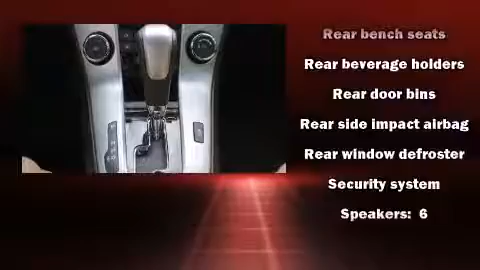 Rear bench seats
Rear beverage holders
Rear door bins
Rear side impact airbag
Rear window defroster
Security system
Speakers: 6